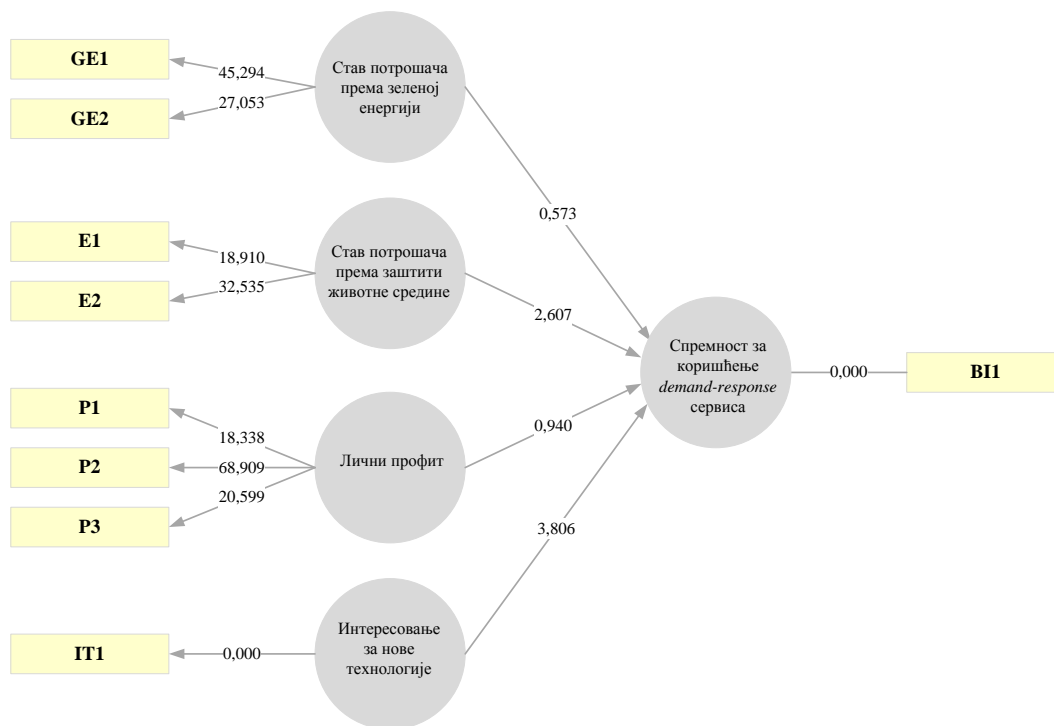 GE1
45,294
GE2
27,053
Став потрошача
према зеленој
енергији
0,573
E1
18,910
E2
32,535
Став потрошача
према заштити
животне средине
2,607
P1
18,338
P2
68,909
P3
20,599
Лични профит
0,940
IT1
0,000
Интересовање
за нове
технологије
3,806
Спремност за
коришћење
demand-response
сервиса
0,000
BI1